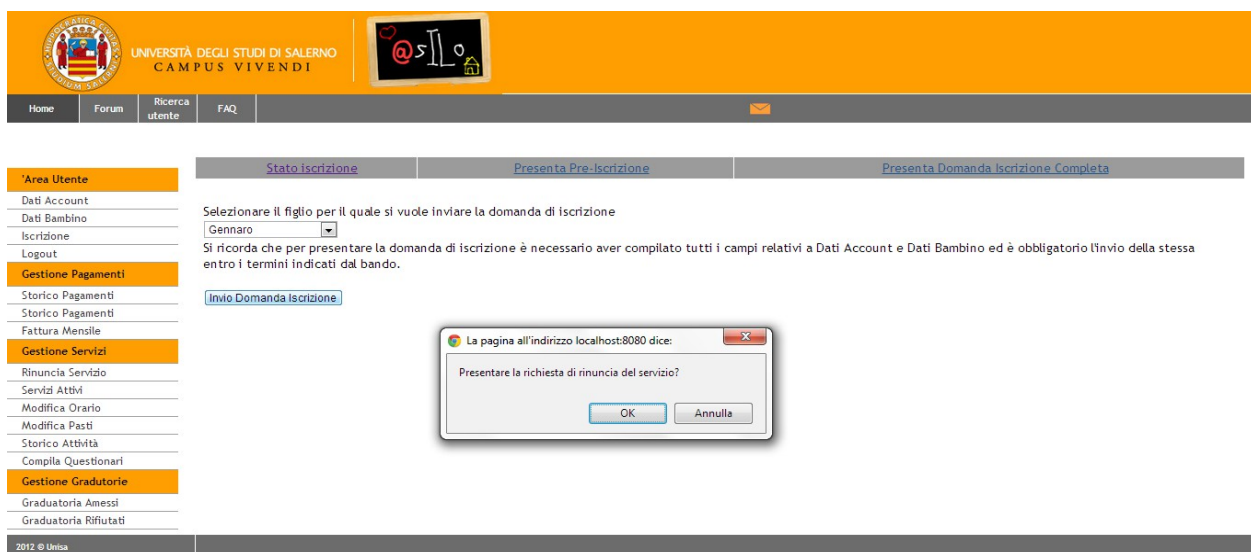 HIPPOCRATICA CIVITAS
STUDIUM SALERNI
UNIVERSITÀ DEGLI STUDI DI SALERNO
CAMPUS VIVENDI
@sILo
Home
Forum
Ricerca utente
FAQ
'Area Utente
Dati Account
Dati Bambino
Iscrizione
Logout
Gestione Pagamenti
Storico Pagamenti
Storico Pagamenti
Fattura Mensile
Gestione Servizi
Rinuncia Servizio
Servizi Attivi
Modifica Orario
Modifica Pasti
Storico Attività
Compila Questionari
Gestione Gradutorie
Graduatoria Amessi
Graduatoria Rifiutati
Stato iscrizione
Presenta Pre-Iscrizione
Presenta Domanda Iscrizione Completa
Selezionare il figlio per il quale si vuole inviare la domanda di iscrizione
Gennaro
Si ricorda che per presentare la domanda di iscrizione è necessario aver compilato tutti i campi relativi a Dati Account e Dati Bambino ed è obbligatorio l'invio della stessa
entro i termini indicati dal bando.
Invio Domanda Iscrizione
La pagina all'indirizzo localhost:8080 dice:
Presentare la richiesta di rinuncia del servizio?
OK
Annulla
2012 © Unisa